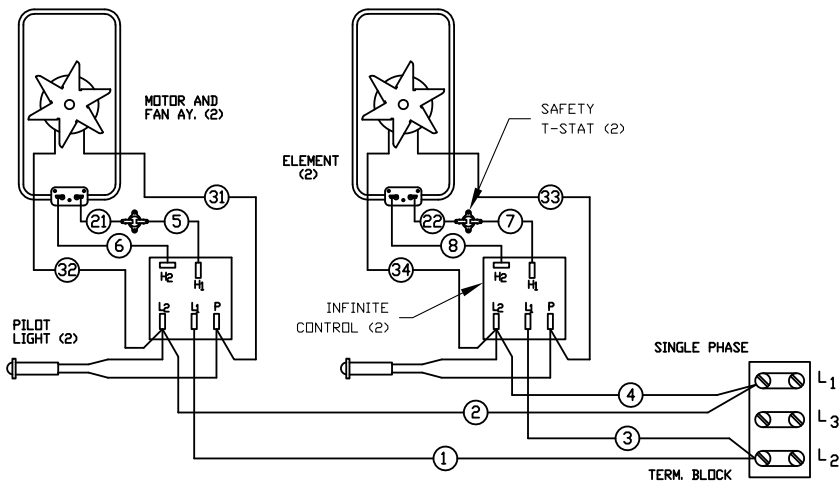 MOTOR AND
FAN AY. (2)
SAFETY
T-STAT (2)
ELEMENT
(2)
31
33
21
5
22
7
6
8
32
34
H2
H1
H2
H1
L2
L1
P
L2
L1
P
INFINITE
CONTROL (2)
PILOT
LIGHT (2)
SINGLE PHASE
L1
4
2
L3
3
1
L2
TERM. BLOCK